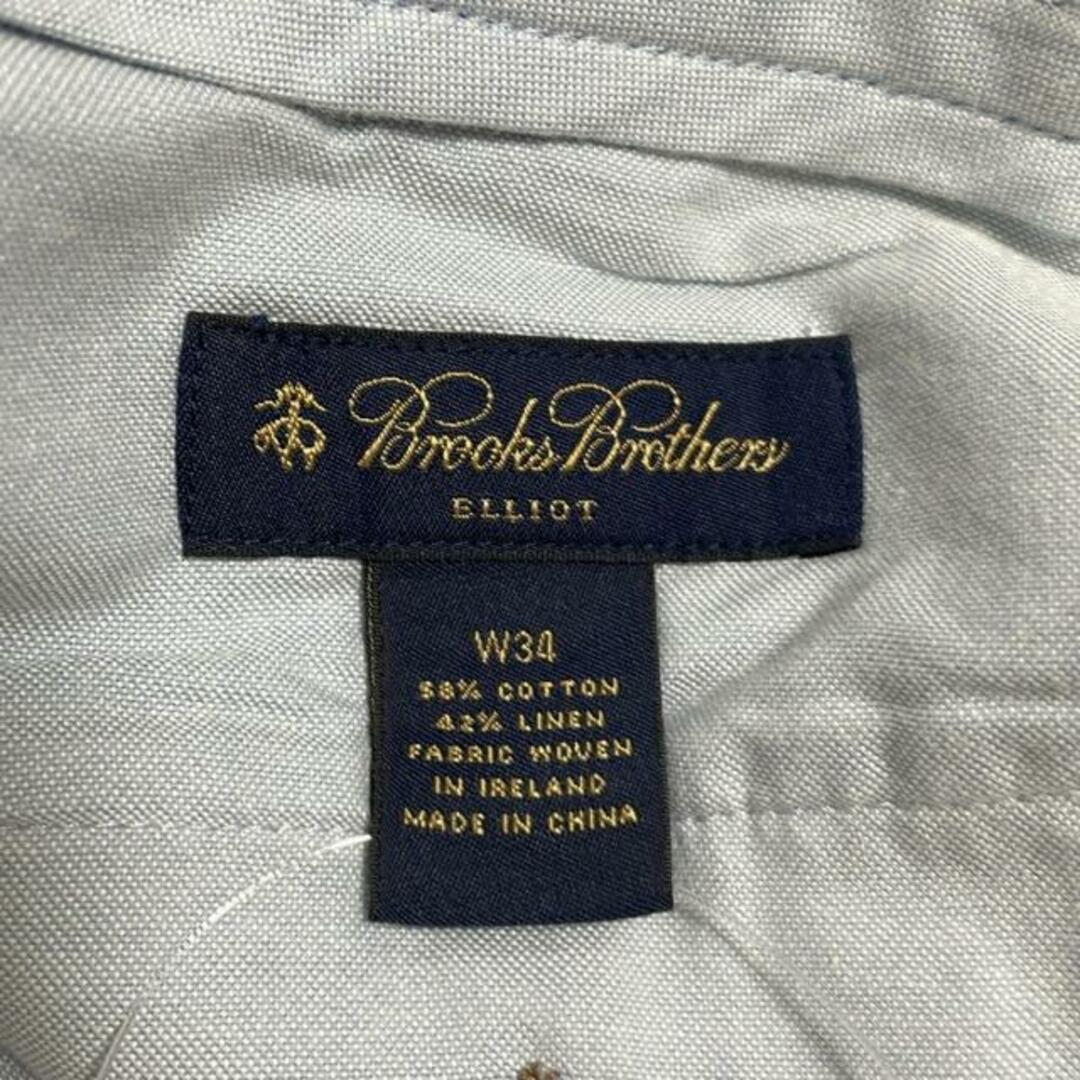 Brooks Brothers
ELLIOT
W34
58% COTTON
42% LINEN
FABRIC WOVEN
IN IRELAND
MADE IN CHINA